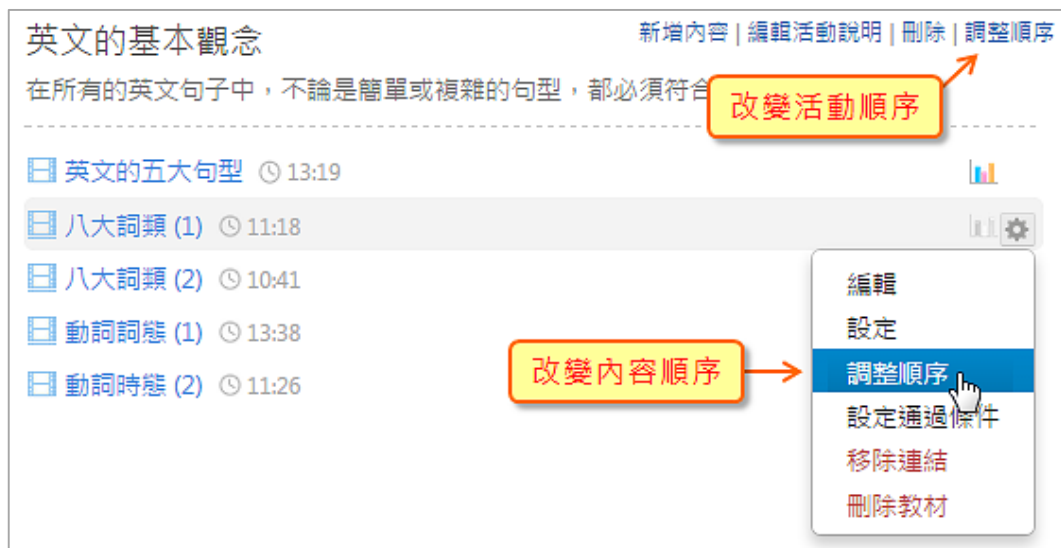 英文的基本觀念
新增內容 | 編輯活動說明 | 刪除 | 調整順序
在所有的英文句子中，不論是簡單或複雜的句型，都必須符合
改變活動順序
英文的五大句型 13:19
八大詞類 (1) 11:18
八大詞類 (2) 10:41
動詞詞態 (1) 13:38
動詞時態 (2) 11:26
編輯
設定
改變內容順序
調整順序
設定通過條件
移除連結
刪除教材